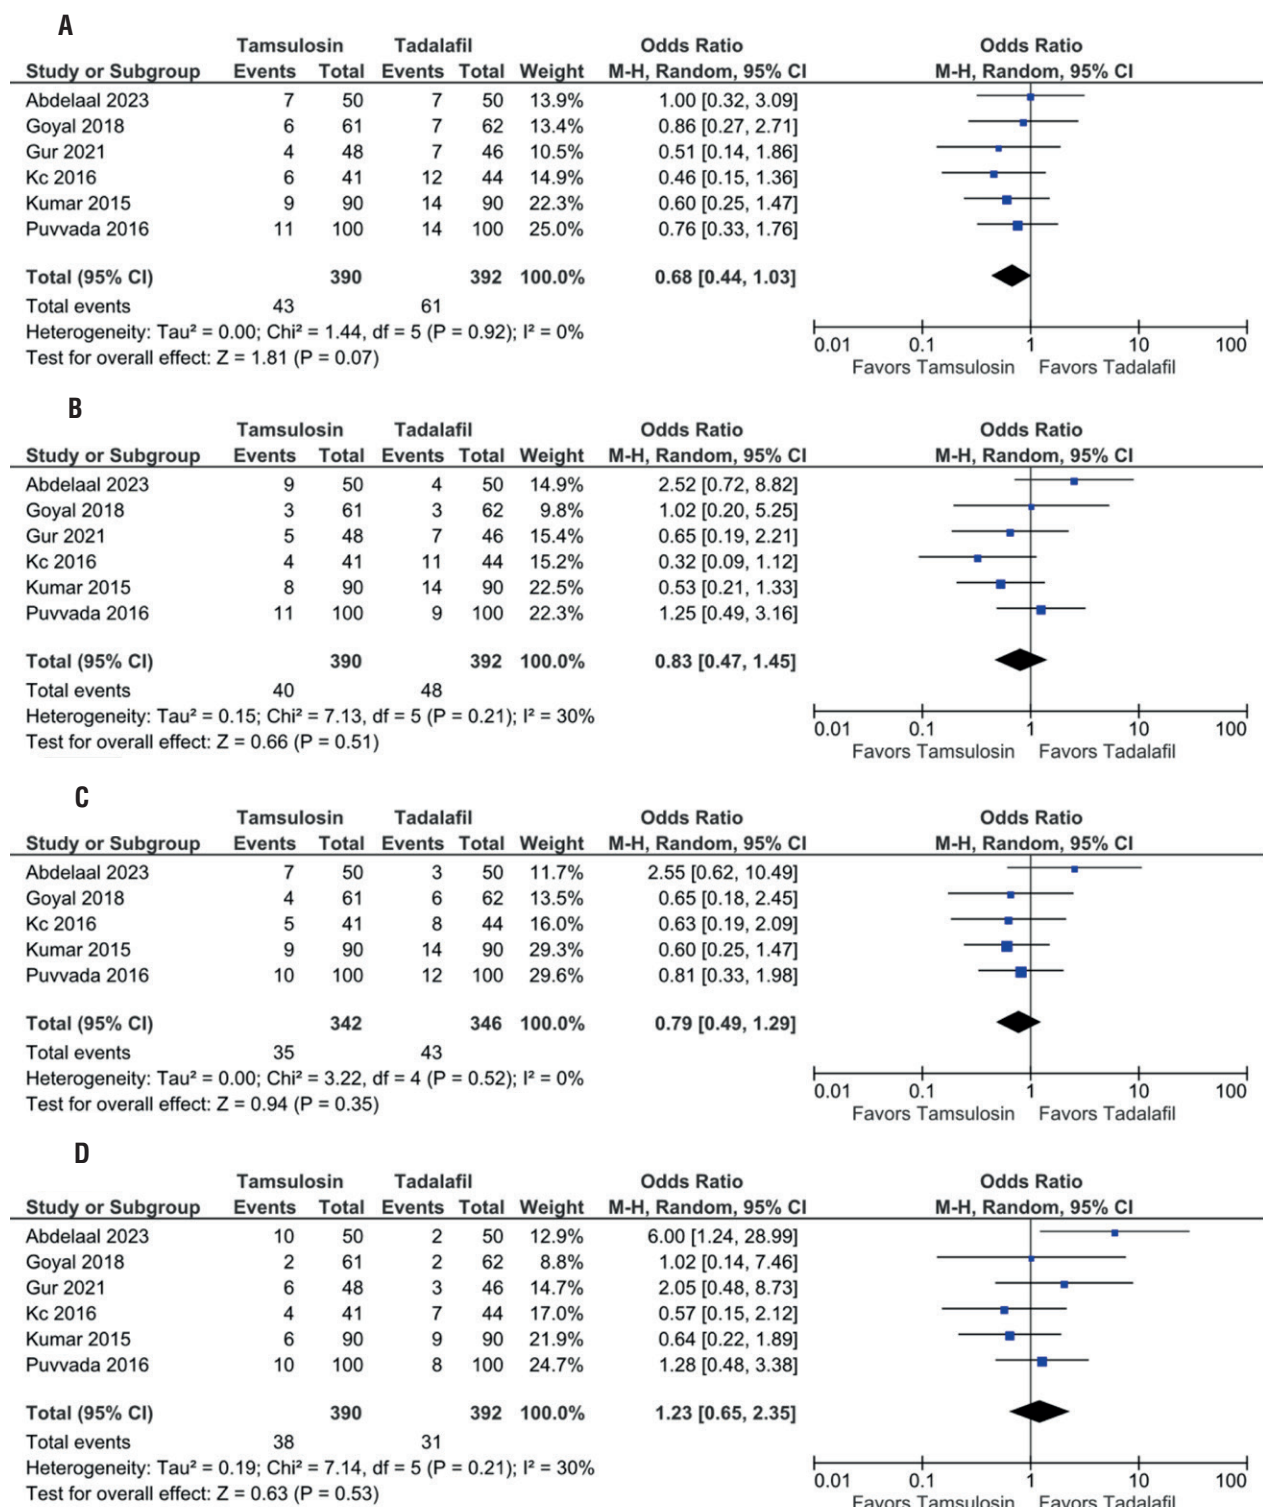 A
Tamsulosin Tadalafil Odds Ratio Odds Ratio
Study or Subgroup Events Total Events Total Weight M-H, Random, 95% CI M-H, Random, 95% CI
Abdelaal 2023 7 50 7 50 13.9% 1.00 [0.32, 3.09]
Goyal 2018 6 61 7 62 13.4% 0.86 [0.27, 2.71]
Gur 2021 4 48 7 46 10.5% 0.51 [0.14, 1.86]
Kc 2016 6 41 12 44 14.9% 0.46 [0.15, 1.36]
Kumar 2015 9 90 14 90 22.3% 0.60 [0.25, 1.47]
Puvvada 2016 11 100 14 100 25.0% 0.76 [0.33, 1.76]
Total (95% CI) 390 392 100.0% 0.68 [0.44, 1.03]
Total events 43 61
Heterogeneity: Tau² = 0.00; Chi² = 1.44, df = 5 (P = 0.92); I² = 0%
Test for overall effect: Z = 1.81 (P = 0.07)
0.01 0.1 1 10 100
Favors Tamsulosin Favors Tadalafil
B
Tamsulosin Tadalafil Odds Ratio Odds Ratio
Study or Subgroup Events Total Events Total Weight M-H, Random, 95% CI M-H, Random, 95% CI
Abdelaal 2023 9 50 4 50 14.9% 2.52 [0.72, 8.82]
Goyal 2018 3 61 3 62 9.8% 1.02 [0.20, 5.25]
Gur 2021 5 48 7 46 15.4% 0.65 [0.19, 2.21]
Kc 2016 4 41 11 44 15.2% 0.32 [0.09, 1.12]
Kumar 2015 8 90 14 90 22.5% 0.53 [0.21, 1.33]
Puvvada 2016 11 100 9 100 22.3% 1.25 [0.49, 3.16]
Total (95% CI) 390 392 100.0% 0.83 [0.47, 1.45]
Total events 40 48
Heterogeneity: Tau² = 0.15; Chi² = 7.13, df = 5 (P = 0.21); I² = 30%
Test for overall effect: Z = 0.66 (P = 0.51)
0.01 0.1 1 10 100
Favors Tamsulosin Favors Tadalafil
C
Tamsulosin Tadalafil Odds Ratio Odds Ratio
Study or Subgroup Events Total Events Total Weight M-H, Random, 95% CI M-H, Random, 95% CI
Abdelaal 2023 7 50 3 50 11.7% 2.55 [0.62, 10.49]
Goyal 2018 4 61 6 62 13.5% 0.65 [0.18, 2.45]
Kc 2016 5 41 8 44 16.0% 0.63 [0.19, 2.09]
Kumar 2015 9 90 14 90 29.3% 0.60 [0.25, 1.47]
Puvvada 2016 10 100 12 100 29.6% 0.81 [0.33, 1.98]
Total (95% CI) 342 346 100.0% 0.79 [0.49, 1.29]
Total events 35 43
Heterogeneity: Tau² = 0.00; Chi² = 3.22, df = 4 (P = 0.52); I² = 0%
Test for overall effect: Z = 0.94 (P = 0.35)
0.01 0.1 1 10 100
Favors Tamsulosin Favors Tadalafil
D
Tamsulosin Tadalafil Odds Ratio Odds Ratio
Study or Subgroup Events Total Events Total Weight M-H, Random, 95% CI M-H, Random, 95% CI
Abdelaal 2023 10 50 2 50 12.9% 6.00 [1.24, 28.99]
Goyal 2018 2 61 2 62 8.8% 1.02 [0.14, 7.46]
Gur 2021 6 48 3 46 14.7% 2.05 [0.48, 8.73]
Kc 2016 4 41 7 44 17.0% 0.57 [0.15, 2.12]
Kumar 2015 6 90 9 90 21.9% 0.64 [0.22, 1.89]
Puvvada 2016 10 100 8 100 24.7% 1.28 [0.48, 3.38]
Total (95% CI) 390 392 100.0% 1.23 [0.65, 2.35]
Total events 38 31
Heterogeneity: Tau² = 0.19; Chi² = 7.14, df = 5 (P = 0.21); I² = 30%
Test for overall effect: Z = 0.63 (P = 0.53)
0.01 0.1 1 10 100
Favors Tamsulosin Favors Tadalafil